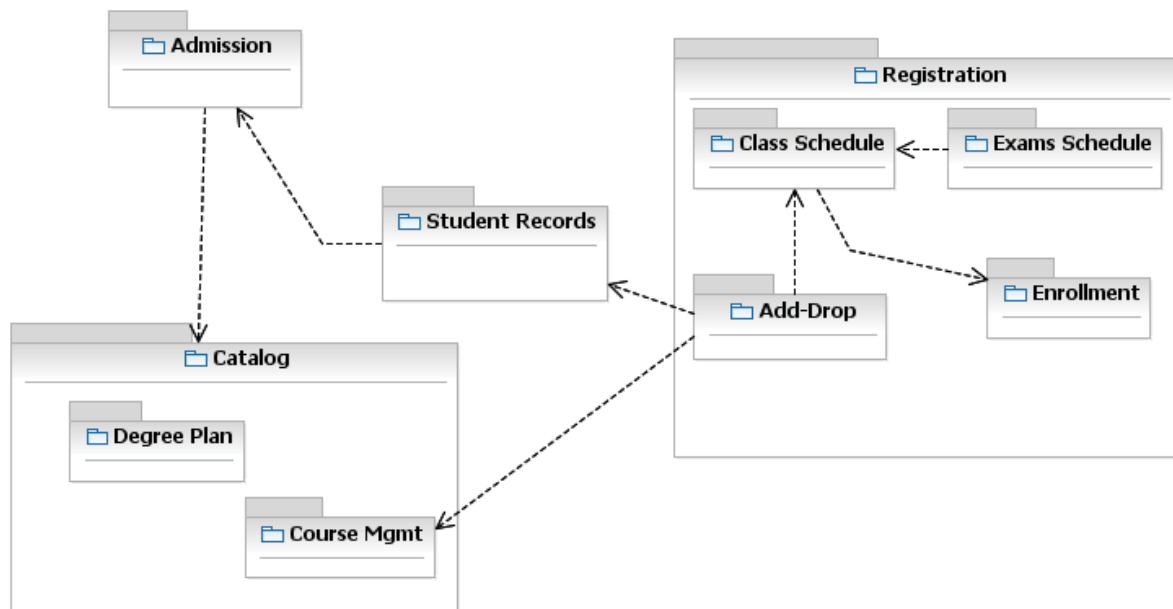 Admission
Registration
Class Schedule
Exams Schedule
Student Records
Enrollment
Add-Drop
Catalog
Degree Plan
Course Mgmt